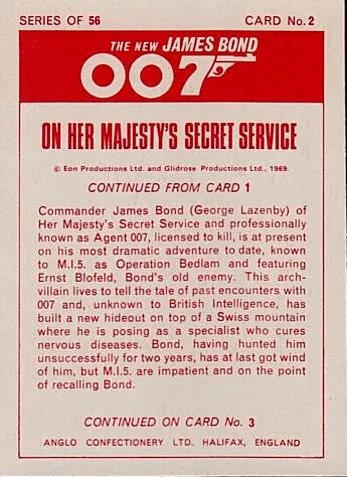 SERIES OF 56 CARD No. 2
THE NEW JAMES BOND
007
ON HER MAJESTY'S SECRET SERVICE
© Eon Productions Ltd. and Glidrose Productions Ltd., 1969.
CONTINUED FROM CARD 1
Commander James Bond (George Lazenby) of
Her Majesty's Secret Service and professionally
known as Agent 007, licensed to kill, is at present
on his most dramatic adventure to date, known
to M.I.5. as Operation Bedlam and featuring
Ernst Blofeld, Bond's old enemy. This arch-
villain lives to tell the tale of past encounters with
007 and, unknown to British Intelligence, has
built a new hideout on top of a Swiss mountain
where he is posing as a specialist who cures
nervous diseases. Bond, having hunted him
unsuccessfully for two years, has at last got wind
of him, but M.I.5. are impatient and on the point
of recalling Bond.
CONTINUED ON CARD No. 3
ANGLO CONFECTIONERY LTD. HALIFAX, ENGLAND